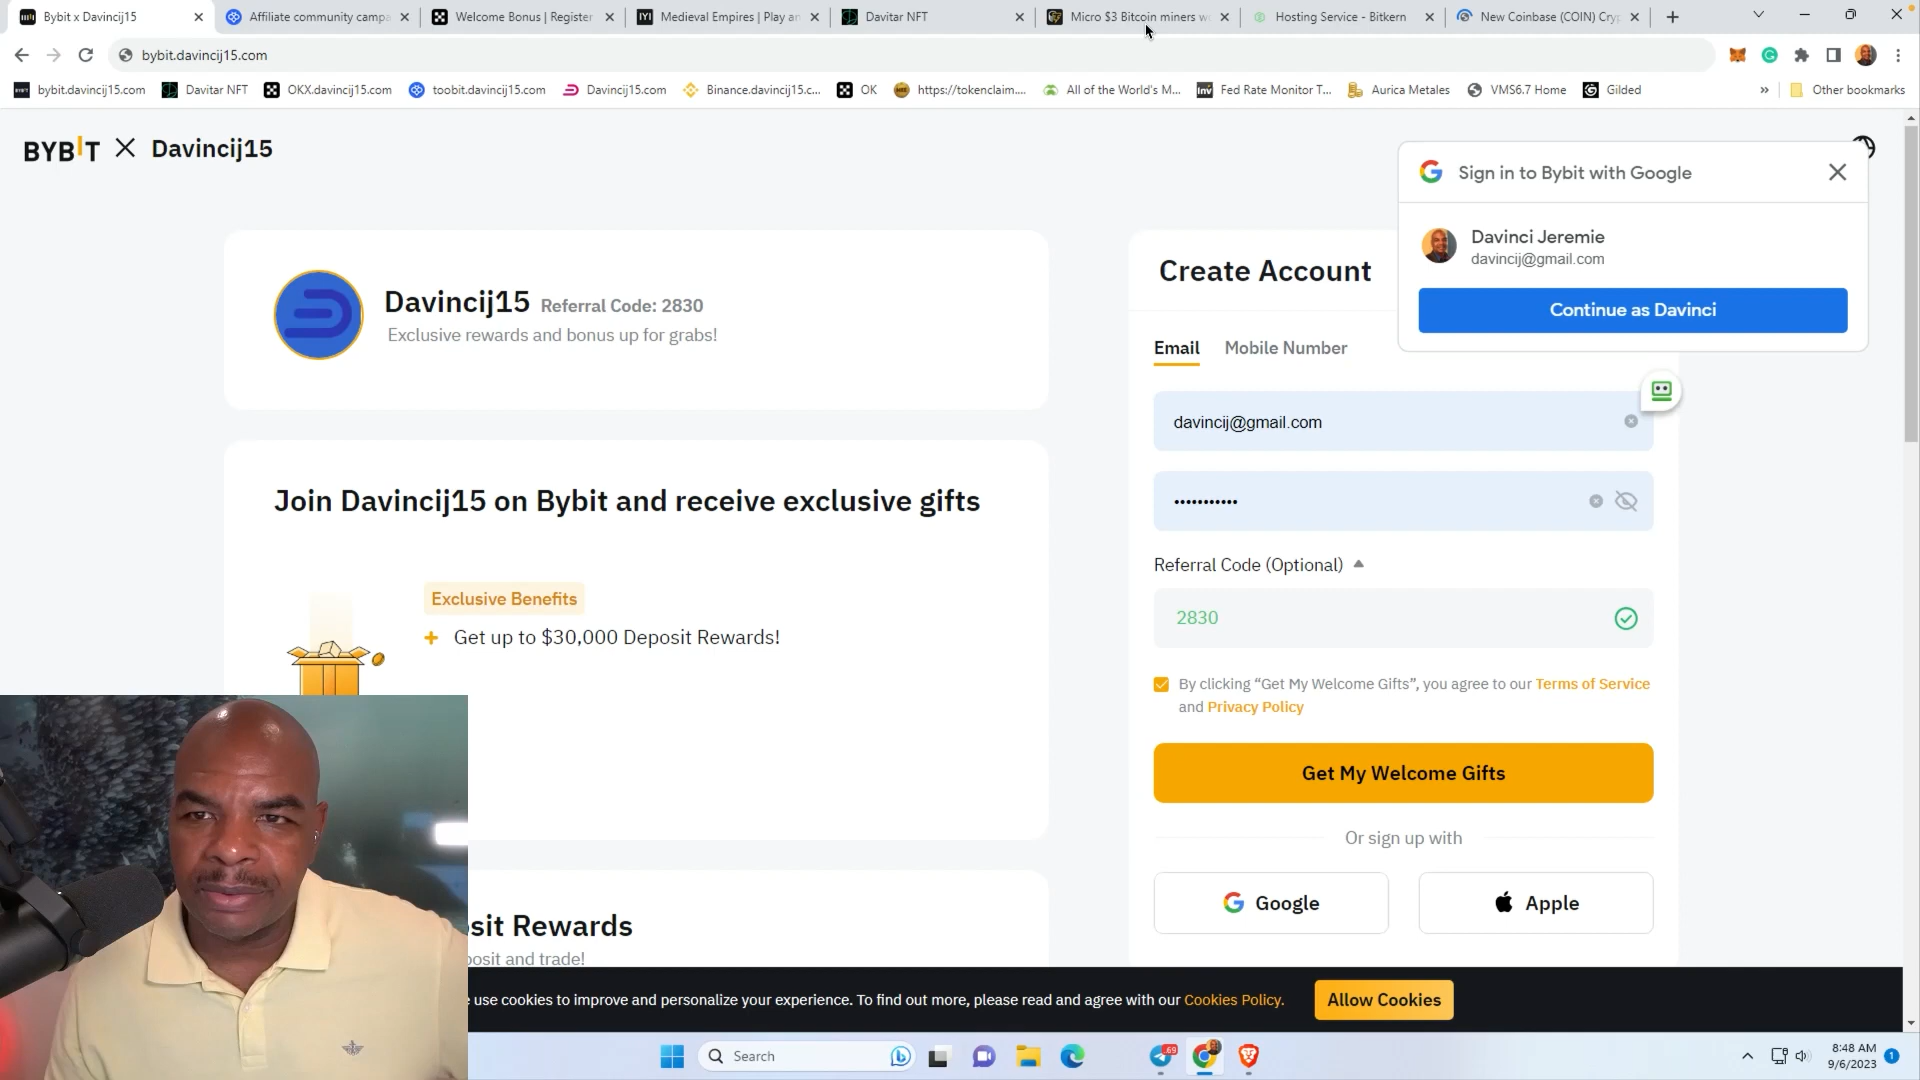 Bybit x Davincij15
Affiliate community campa
Welcome Bonus | Register
Medieval Empires | Play an
Davitar NFT
Micro $3 Bitcoin miners w
Hosting Service - Bitkern
New Coinbase (COIN) Cry
bybit.davincij15.com
bybit.davincij15.com
Davitar NFT
OKX.davincij15.com
toobit.davincij15.com
Davincij15.com
Binance.davincij15.c...
OK
https://tokenclaim....
All of the World's M...
Fed Rate Monitor T...
Aurica Metales
VMS6.7 Home
Gilded
»
Other bookmarks
BYBIT X Davincij15
Sign in to Bybit with Google
Davinci Jeremie
davincij@gmail.com
Continue as Davinci
Davincij15 Referral Code: 2830
Exclusive rewards and bonus up for grabs!
Create Account
Email
Mobile Number
davincij@gmail.com
•••••••••••
Join Davincij15 on Bybit and receive exclusive gifts
Referral Code (Optional)
2830
Exclusive Benefits
+ Get up to $30,000 Deposit Rewards!
By clicking “Get My Welcome Gifts”, you agree to our Terms of Service
and Privacy Policy
Get My Welcome Gifts
Or sign up with
Google
Apple
sit Rewards
posit and trade!
e use cookies to improve and personalize your experience. To find out more, please read and agree with our Cookies Policy.
Allow Cookies
Search
69
8:48 AM
9/6/2023
1